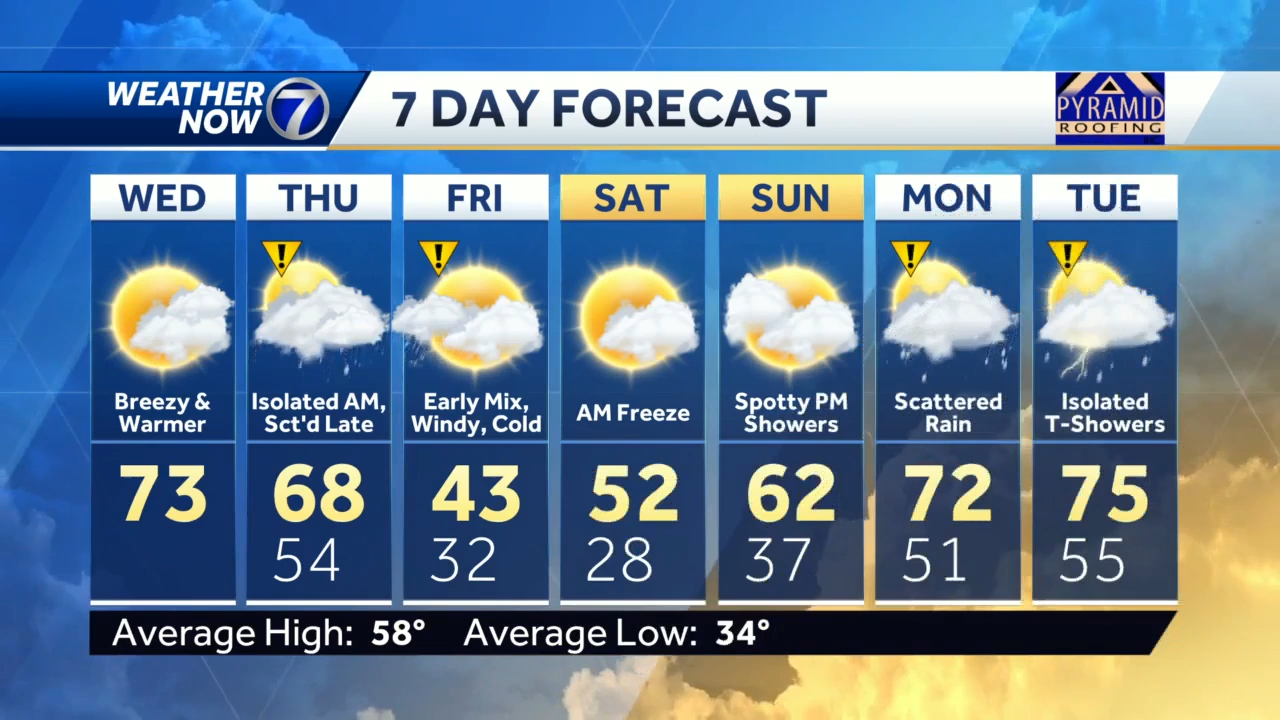 WEATHER
NOW
7
7 DAY FORECAST
PYRAMID
ROOFING
WED
THU
FRI
SAT
SUN
MON
TUE
!
!
!
!
Breezy &
Warmer
Isolated AM,
Sct'd Late
Early Mix,
Windy, Cold
AM Freeze
Spotty PM
Showers
Scattered
Rain
Isolated
T-Showers
73
68
43
52
62
72
75
54
32
28
37
51
55
Average High: 58° Average Low: 34°